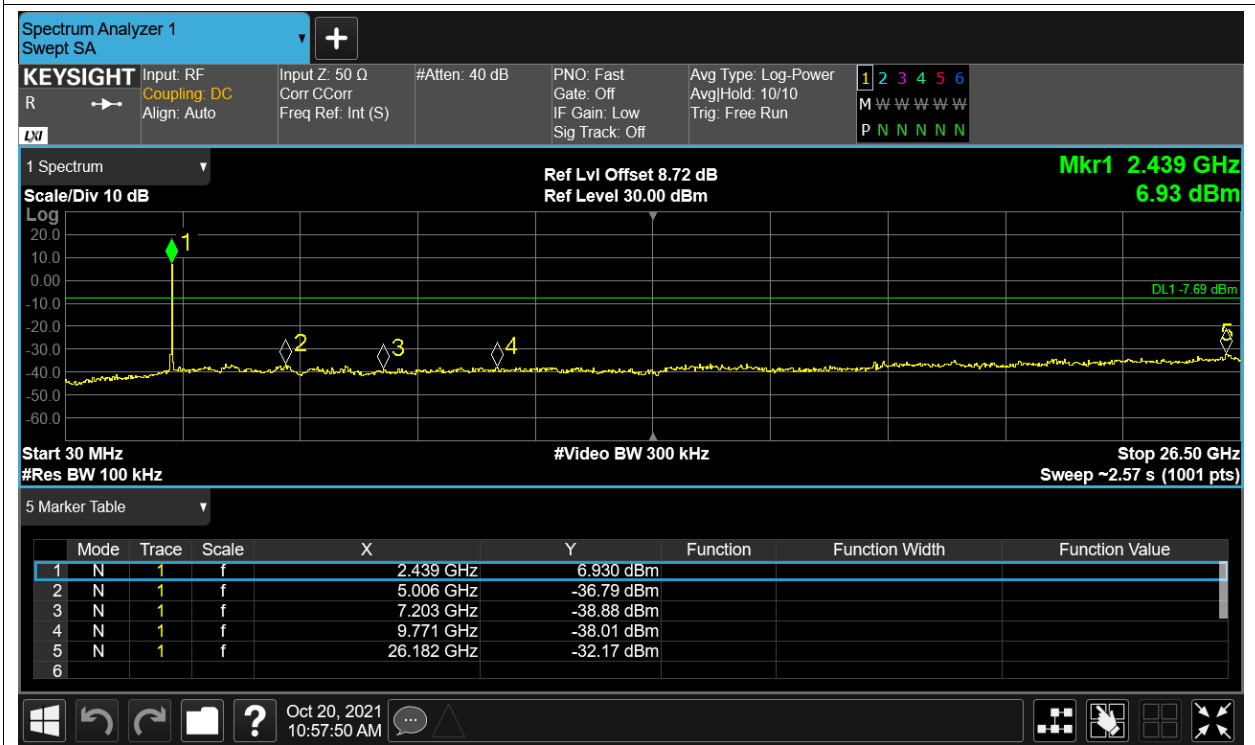 Spectrum Analyzer 1
Swept SA
KEYSIGHT
R
LXI
Input: RF
Coupling: DC
Align: Auto
Input Z: 50 Ω
Corr CCorr
Freq Ref: Int (S)
#Atten: 40 dB
PNO: Fast
Gate: Off
IF Gain: Low
Sig Track: Off
Avg Type: Log-Power
Avg|Hold: 10/10
Trig: Free Run
1 2 3 4 5 6
M W W W W W
P N N N N N
1 Spectrum
Scale/Div 10 dB
Ref Lvl Offset 8.72 dB
Ref Level 30.00 dBm
Mkr1 2.439 GHz
6.93 dBm
Log
20.0
10.0
0.00
-10.0
-20.0
-30.0
-40.0
-50.0
-60.0
1
2
3
4
5
DL1 -7.69 dBm
Start 30 MHz
#Video BW 300 kHz
Stop 26.50 GHz
#Res BW 100 kHz
Sweep ~2.57 s (1001 pts)
5 Marker Table
Mode Trace Scale X Y Function Function Width Function Value
1 N 1 f 2.439 GHz 6.930 dBm
2 N 1 f 5.006 GHz -36.79 dBm
3 N 1 f 7.203 GHz -38.88 dBm
4 N 1 f 9.771 GHz -38.01 dBm
5 N 1 f 26.182 GHz -32.17 dBm
6
?
Oct 20, 2021
10:57:50 AM